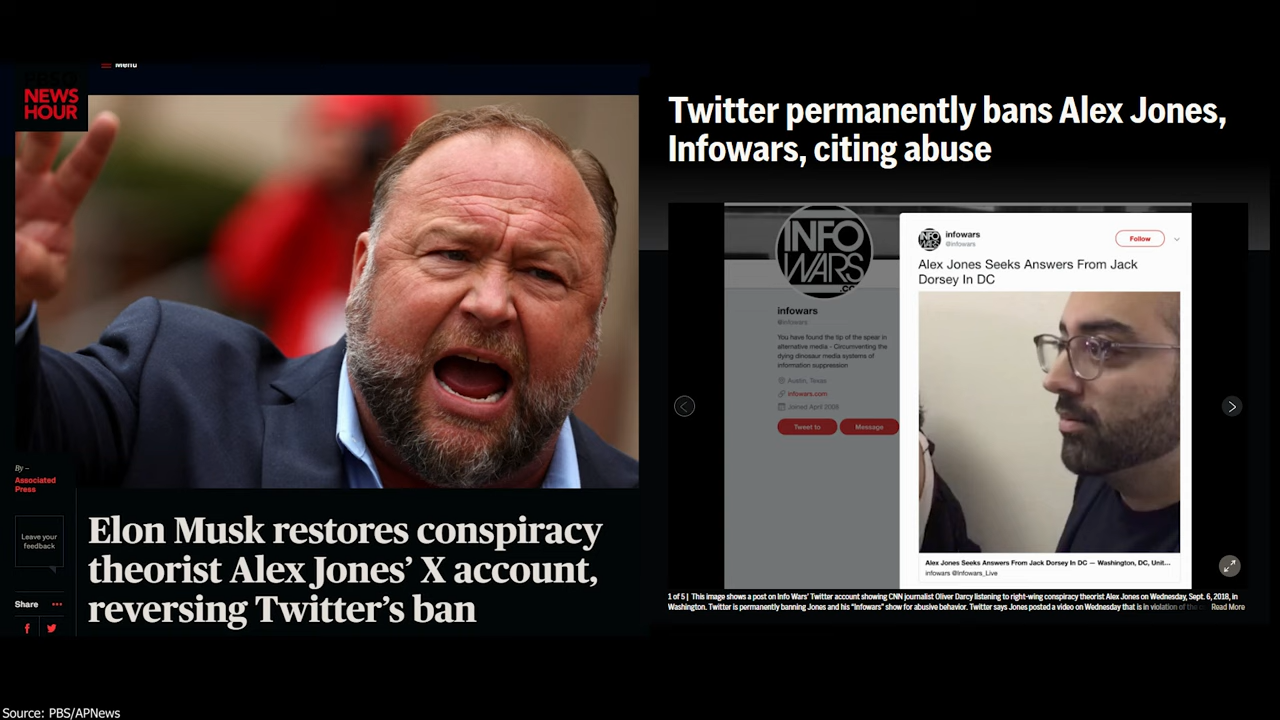 Menu
NEWS
HOUR
By –
Associated
Press
Leave your
feedback
Share
Elon Musk restores conspiracy
theorist Alex Jones’ X account,
reversing Twitter’s ban
Twitter permanently bans Alex Jones,
Infowars, citing abuse
INFO
WARS
.CO
infowars
@infowars
You have found the tip of the spear in
alternative media - Circumventing the
dying dinosaur media systems of
information suppression
Austin, Texas
infowars.com
Joined April 2009
Tweet to
Message
INFO
WARS
infowars
@infowars
Follow
Alex Jones Seeks Answers From Jack
Dorsey In DC
Alex Jones Seeks Answers From Jack Dorsey In DC — Washington, DC, Unit...
infowars @Infowars_Live
1 of 5 | This image shows a post on Info Wars' Twitter account showing CNN journalist Oliver Darcy listening to right-wing conspiracy theorist Alex Jones on Wednesday, Sept. 6, 2018, in
Washington. Twitter is permanently banning Jones and his "Infowars" show for abusive behavior. Twitter says Jones posted a video on Wednesday that is in violation of the Read More
Source: PBS/APNews